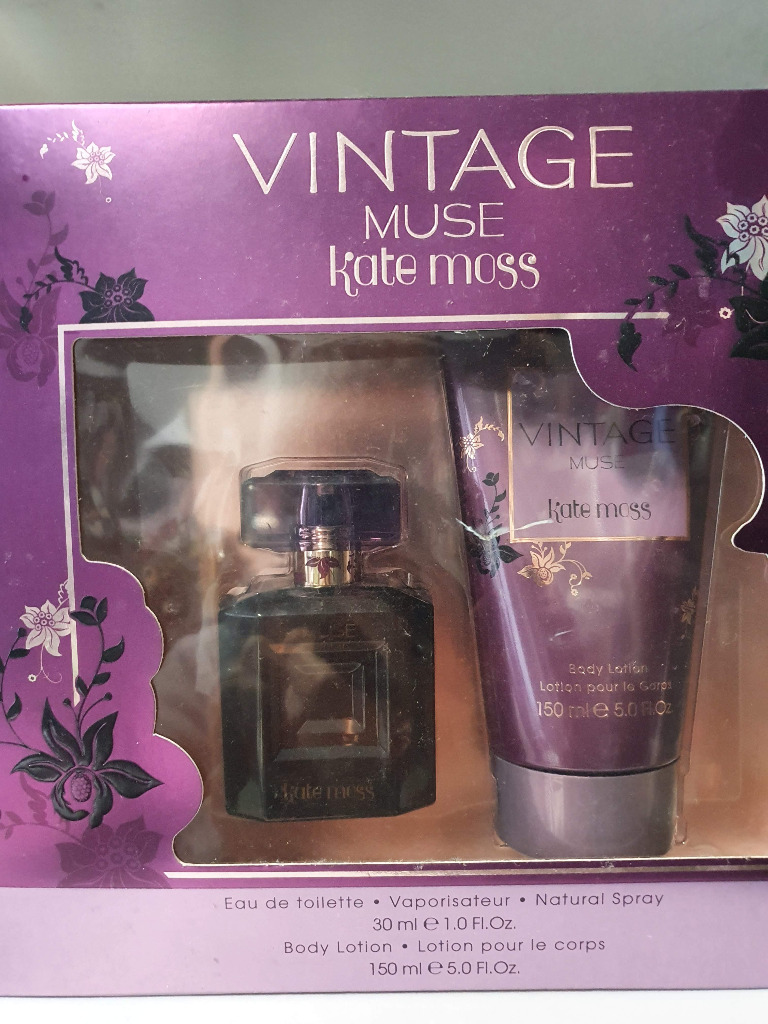 VINTAGE
MUSE
kate moss
VINTAGE
MUSE
kate moss
Body Lotion
Lotion pour le Corps
150 ml e 5.0 Fl.Oz.
kate moss
Eau de toilette • Vaporisateur • Natural Spray
30 ml e 1.0 Fl.Oz.
Body Lotion • Lotion pour le corps
150 ml e 5.0 Fl.Oz.